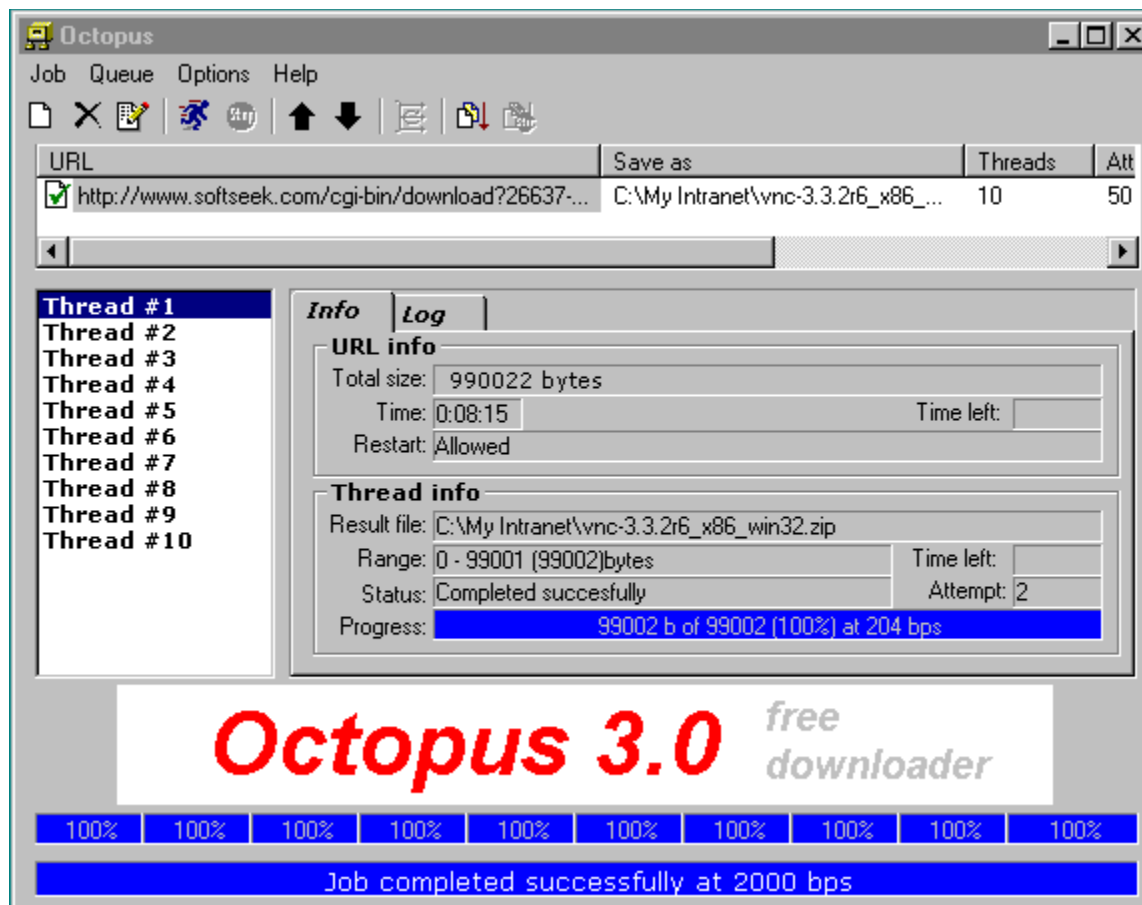 Octopus
Job Queue Options Help
URL Save as Threads Att
http://www.softseek.com/cgi-bin/download?26637-... C:\My Intranet\vnc-3.3.2r6_x86_... 10 50
Thread #1
Thread #2
Thread #3
Thread #4
Thread #5
Thread #6
Thread #7
Thread #8
Thread #9
Thread #10
Info Log
URL info
Total size: 990022 bytes
Time: 0:08:15 Time left:
Restart: Allowed
Thread info
Result file: C:\My Intranet\vnc-3.3.2r6_x86_win32.zip
Range: 0 - 99001 (99002)bytes Time left:
Status: Completed succesfully Attempt: 2
Progress: 99002 b of 99002 (100%) at 204 bps
Octopus 3.0 free
downloader
100% 100% 100% 100% 100% 100% 100% 100% 100% 100%
Job completed successfully at 2000 bps